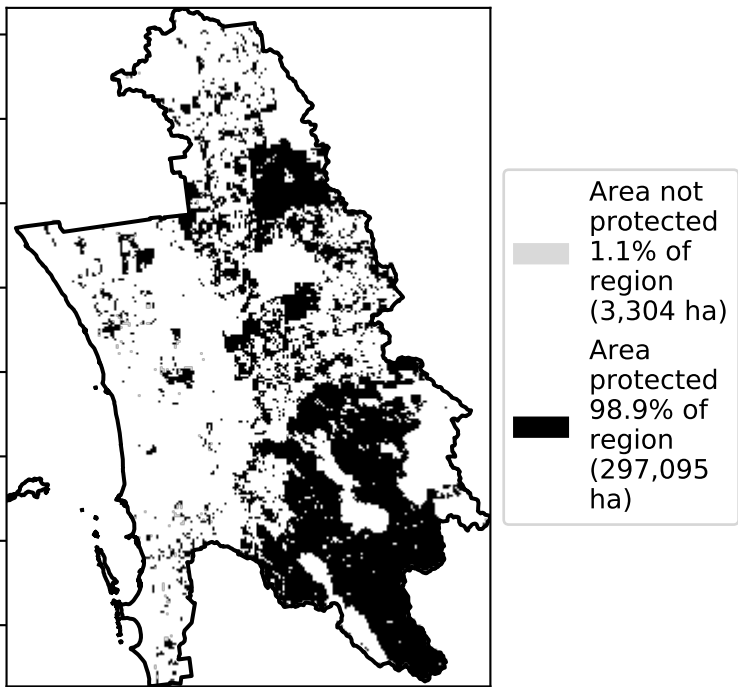 Area not
protected
1.1% of
region
(3,304 ha)
Area
protected
98.9% of
region
(297,095
ha)